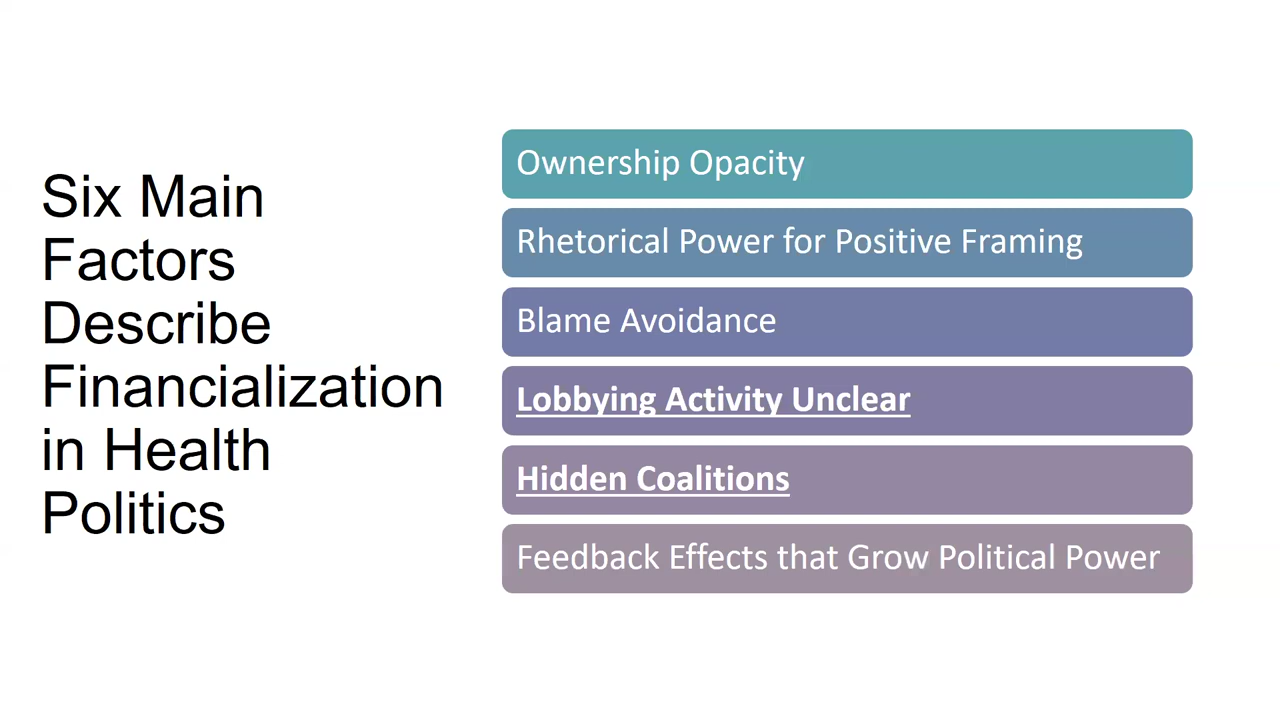 Six Main
Factors
Describe
Financialization
in Health
Politics
Ownership Opacity
Rhetorical Power for Positive Framing
Blame Avoidance
Lobbying Activity Unclear
Hidden Coalitions
Feedback Effects that Grow Political Power